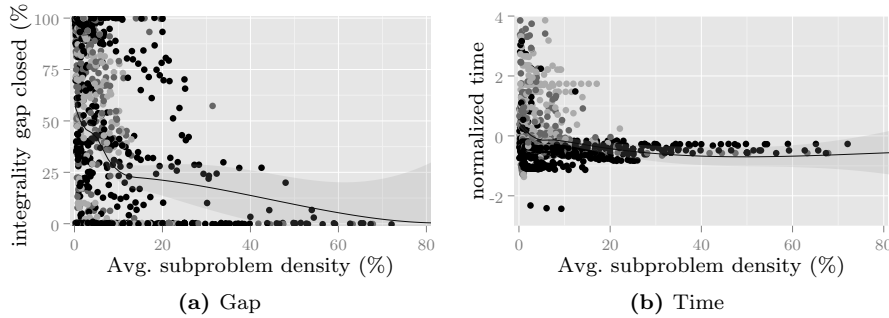 100
75
50
25
0
integrality gap closed (%
0 20 40 60 80
Avg. subproblem density (%)
(a) Gap
4
2
0
-2
normalized time
0 20 40 60 80
Avg. subproblem density (%)
(b) Time